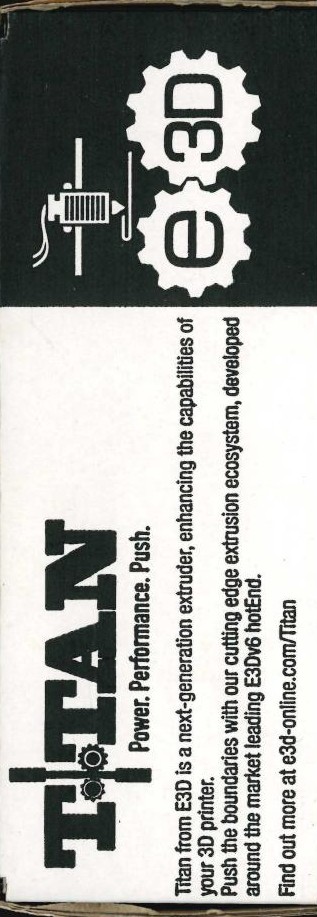 TITAN
Power. Performance. Push.
Titan from E3D is a next-generation extruder, enhancing the capabilities of
your 3D printer.
Push the boundaries with our cutting edge extrusion ecosystem, developed
around the market leading E3Dv6 hotEnd.
Find out more at e3d-online.com/Titan
e3D